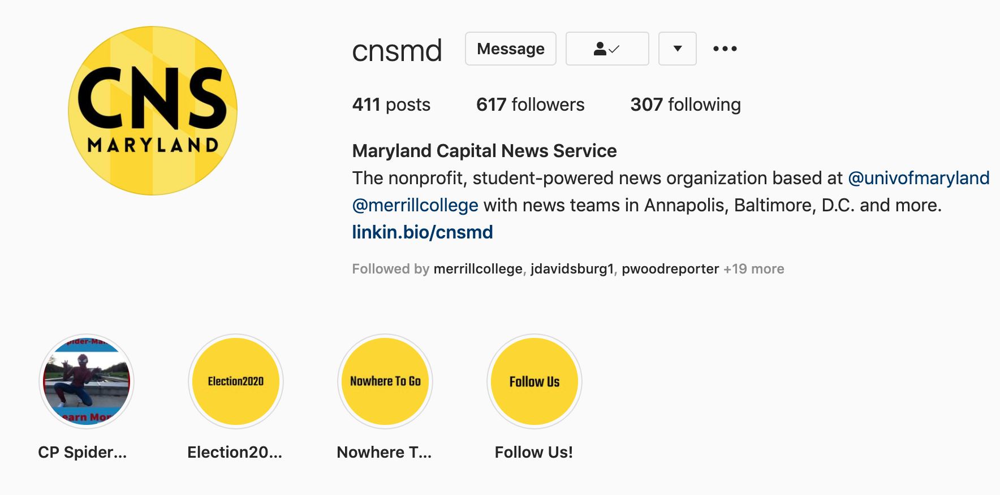 CNS
MARYLAND
cnsmd Message
411 posts 617 followers 307 following
Maryland Capital News Service
The nonprofit, student-powered news organization based at @univofmaryland
@merrillcollege with news teams in Annapolis, Baltimore, D.C. and more.
linkin.bio/cnsmd
Followed by merrillcollege, jdavidsburg1, pwoodreporter +19 more
pider-Man
earn Mor
Election2020
Nowhere To Go
Follow Us
CP Spider...
Election20...
Nowhere T...
Follow Us!